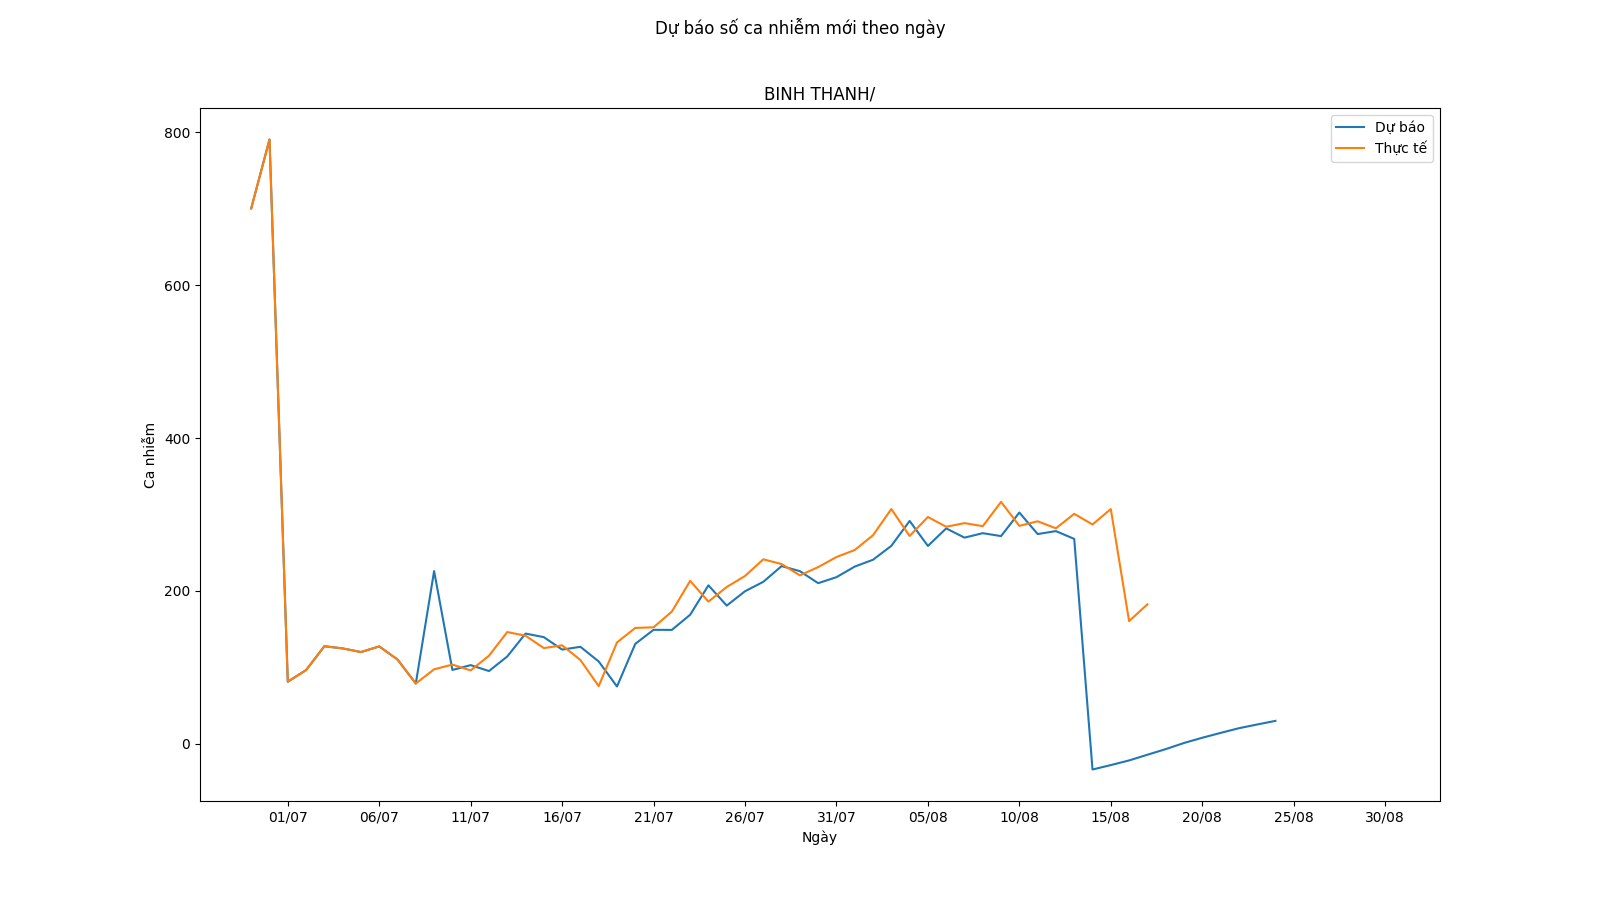 Dự báo số ca nhiễm mới theo ngày
BINH THANH/
Dự báo
Thực tế
800
600
400
200
0
Ca nhiễm
01/07 06/07 11/07 16/07 21/07 26/07 31/07 05/08 10/08 15/08 20/08 25/08 30/08
Ngày